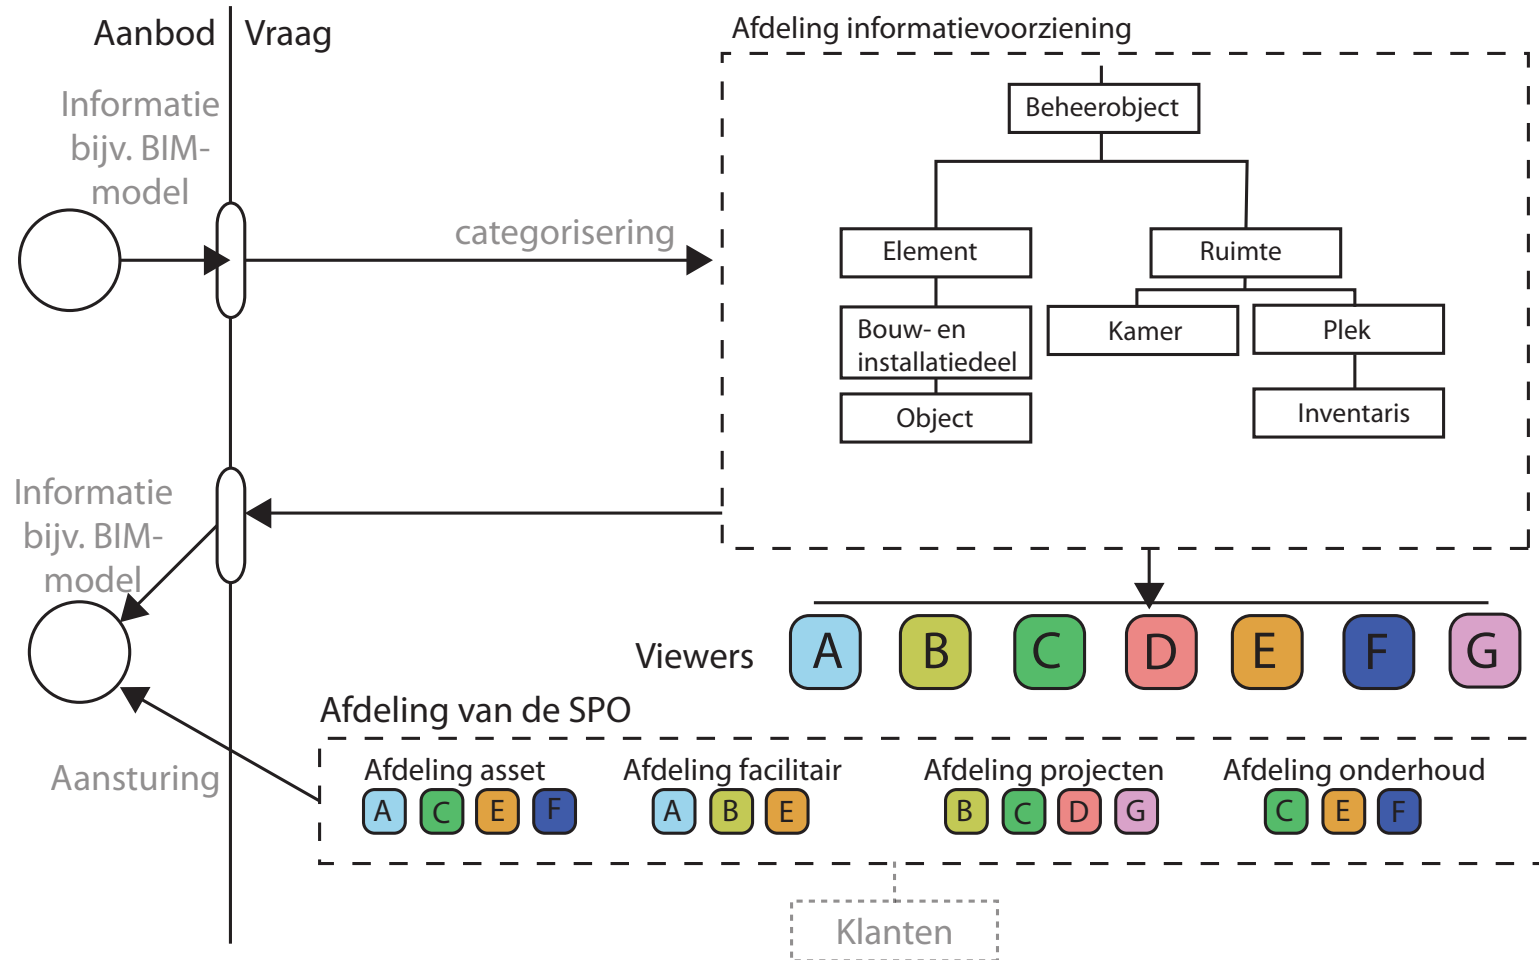 Aanbod
Vraag
Afdeling informatievoorziening
Informatie
bijv. BIM-
model
categorisering
Beheerobject
Element
Ruimte
Bouw- en
installatiedeel
Kamer
Plek
Object
Inventaris
Informatie
bijv. BIM-
model
Viewers
A B C D E F G
Afdeling van de SPO
Aansturing
Afdeling asset
A C E F
Afdeling facilitair
A B E
Afdeling projecten
B C D G
Afdeling onderhoud
C E F
Klanten